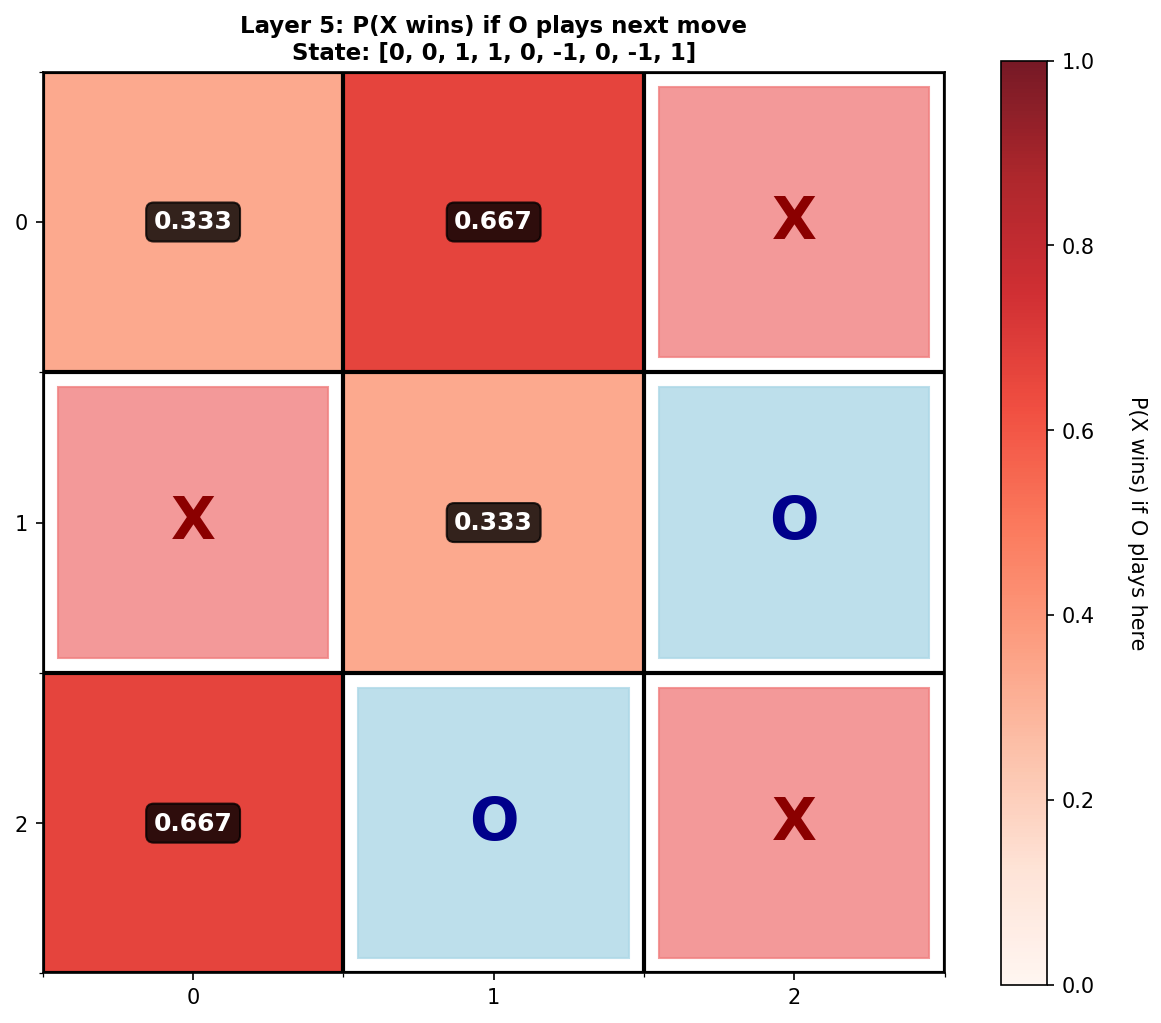 Layer 5: P(X wins) if O plays next move
State: [0, 0, 1, 1, 0, -1, 0, -1, 1]
0
0.333
0.667
X
1
X
0.333
O
2
0.667
O
X
0
1
2
1.0
0.8
0.6
0.4
0.2
0.0
P(X wins) if O plays here